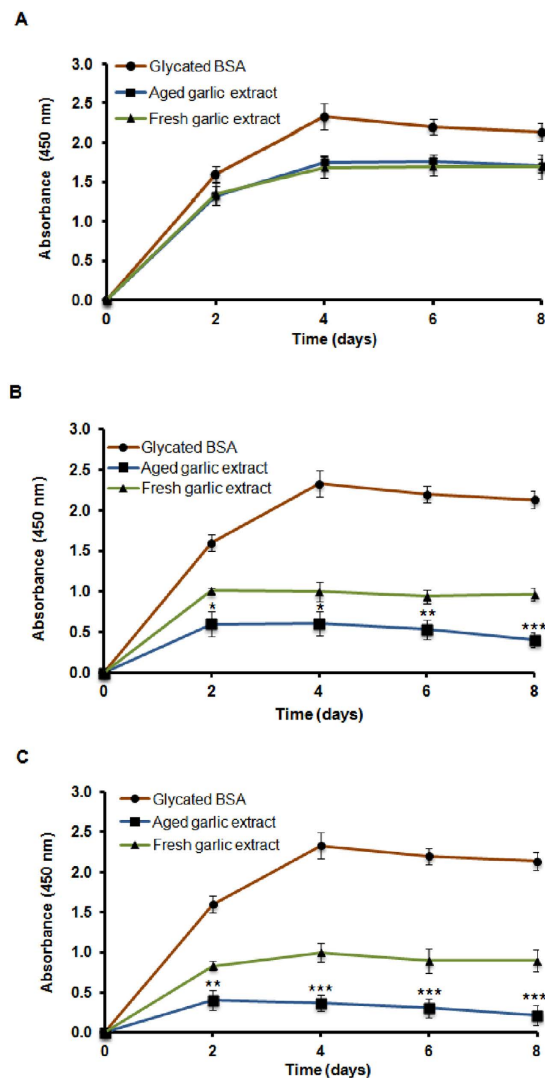 A
Absorbance (450 nm)
3.0
2.5
2.0
1.5
1.0
0.5
0.0
Glycated BSA
Aged garlic extract
Fresh garlic extract
0 2 4 6 8
Time (days)
B
Absorbance (450 nm)
3.0
2.5
2.0
1.5
1.0
0.5
0.0
Glycated BSA
Aged garlic extract
Fresh garlic extract
* * ** ***
0 2 4 6 8
Time (days)
C
Absorbance (450 nm)
3.0
2.5
2.0
1.5
1.0
0.5
0.0
Glycated BSA
Aged garlic extract
Fresh garlic extract
** *** *** ***
0 2 4 6 8
Time (days)